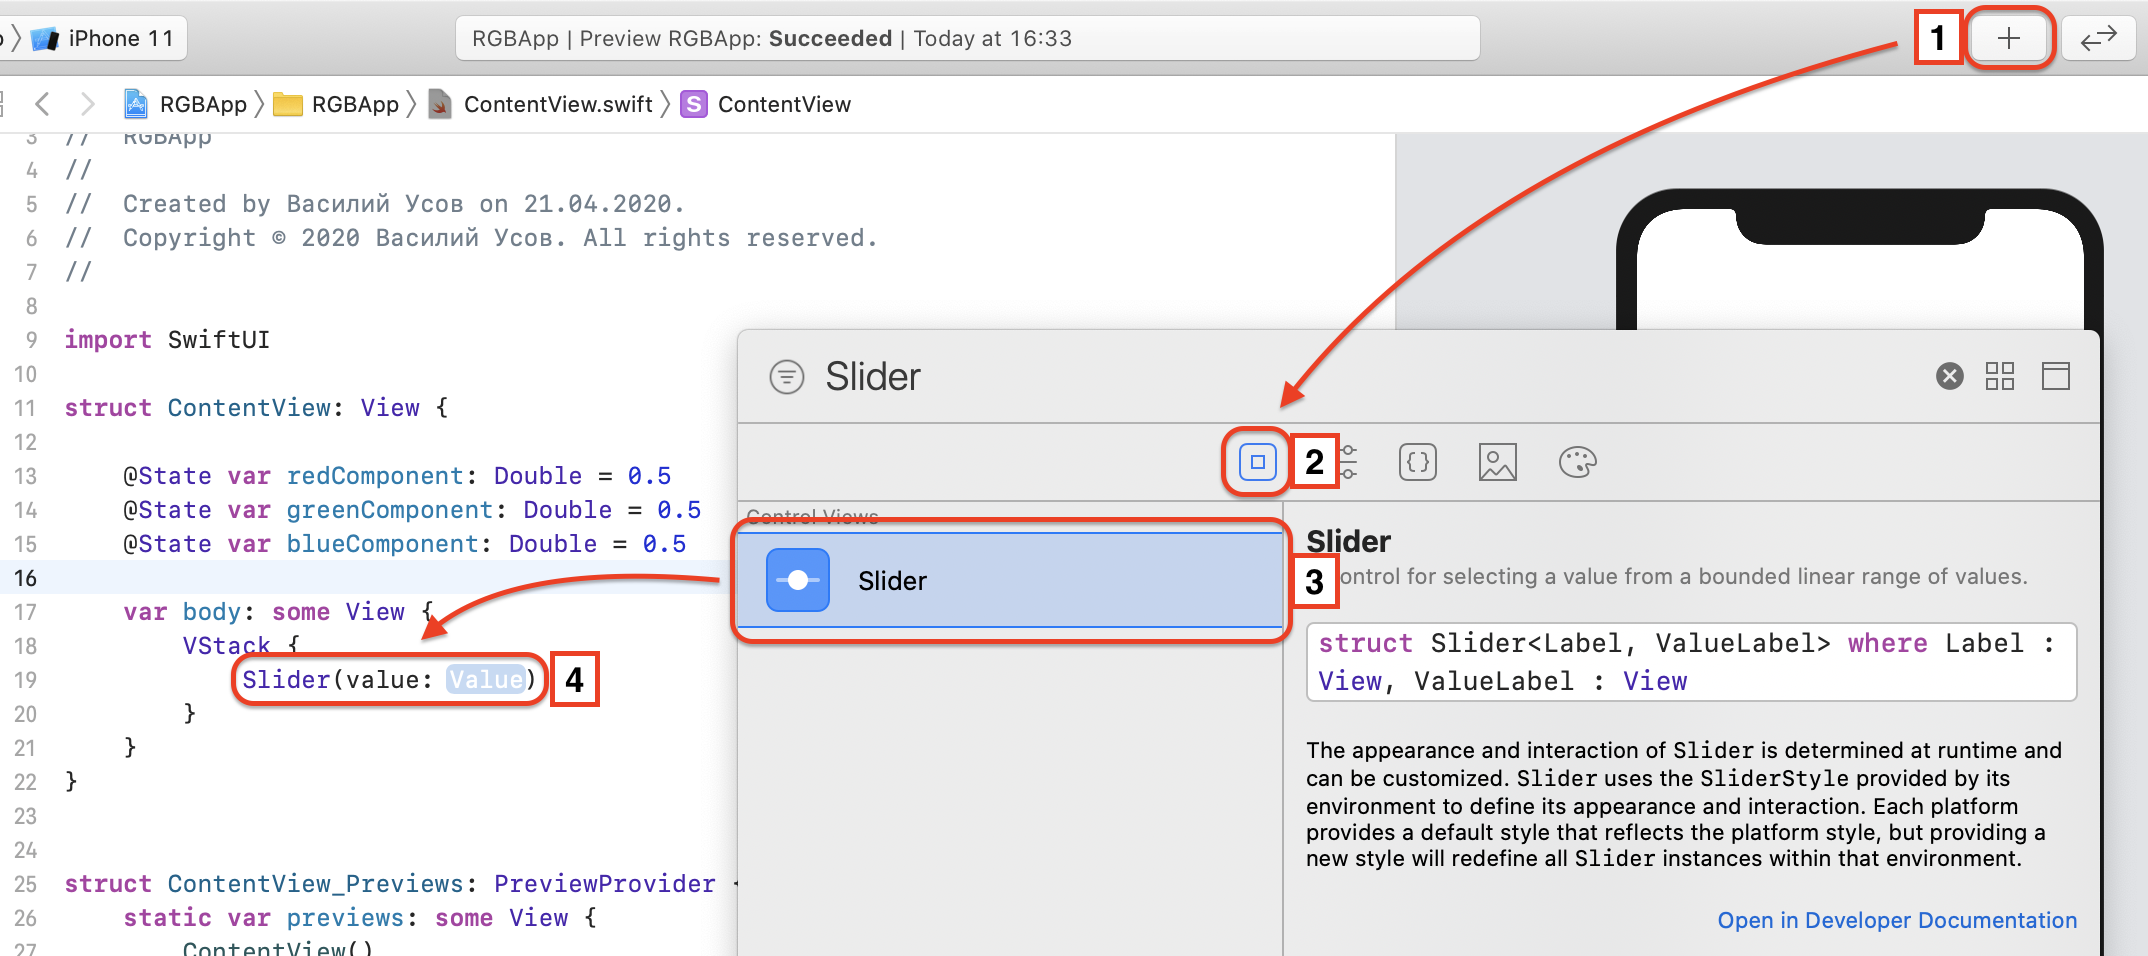 iPhone 11
RGBApp | Preview RGBApp: Succeeded | Today at 16:33
1
RGBApp RGBApp ContentView.swift S ContentView
3 // RGBApp
4 //
5 // Created by Василий Усов on 21.04.2020.
6 // Copyright © 2020 Василий Усов. All rights reserved.
7 //
8
9 import SwiftUI
10
11 struct ContentView: View {
12
13 @State var redComponent: Double = 0.5
14 @State var greenComponent: Double = 0.5
15 @State var blueComponent: Double = 0.5
16
17 var body: some View {
18 VStack {
19 Slider(value: Value)
4
20 }
21 }
22 }
23
24
25 struct ContentView_Previews: PreviewProvider
26 static var previews: some View {
27 ContentView()
Slider
2
{}
Control Views
Slider
3
Slider
ontrol for selecting a value from a bounded linear range of values.
struct Slider<Label, ValueLabel> where Label :
View, ValueLabel : View
The appearance and interaction of Slider is determined at runtime and
can be customized. Slider uses the SliderStyle provided by its
environment to define its appearance and interaction. Each platform
provides a default style that reflects the platform style, but providing a
new style will redefine all Slider instances within that environment.
Open in Developer Documentation